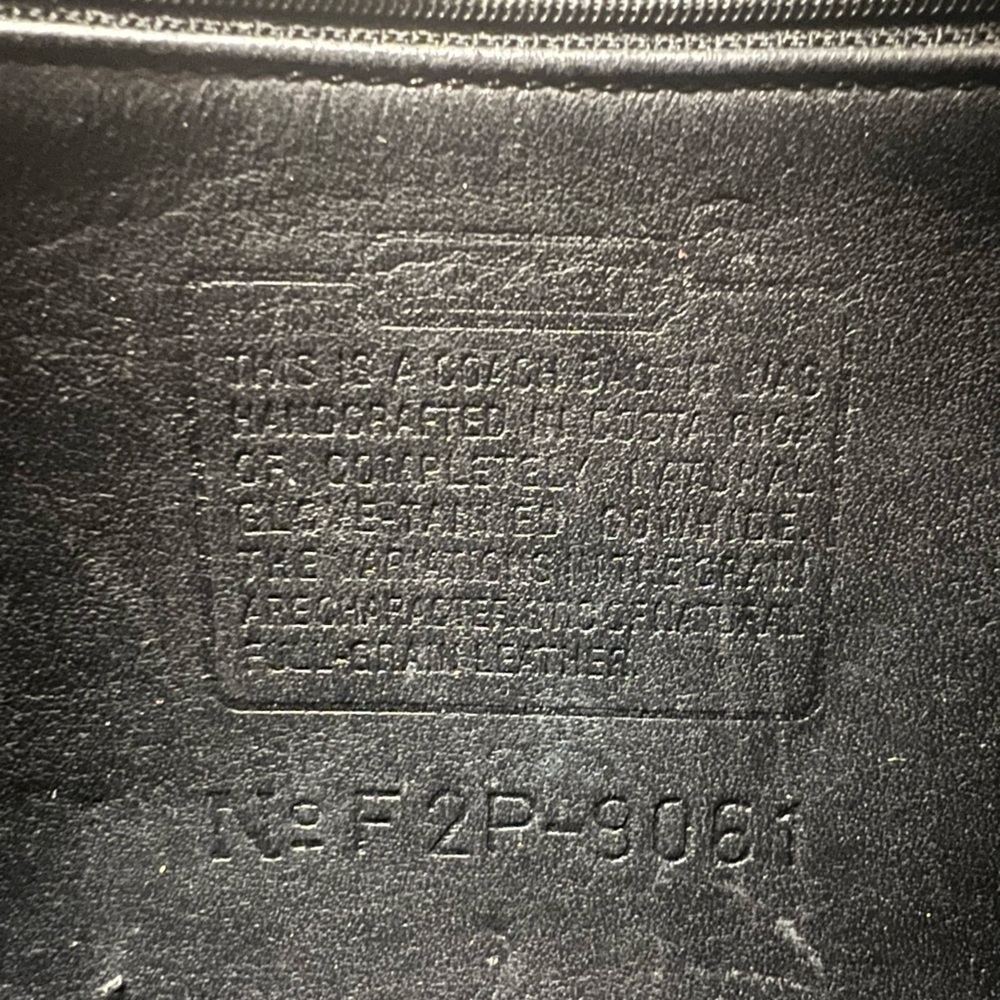 THIS IS A COACH BAG. IT WAS
HANDCRAFTED IN COSTA RICA
OF COMPLETELY NATURAL
GLOVE-TANNED COWHIDE.
THE VARIATIONS IN THE GRAIN
ARE CHARACTERISTIC OF NATURAL
FULL-GRAIN LEATHER.
Nº F2P-9061